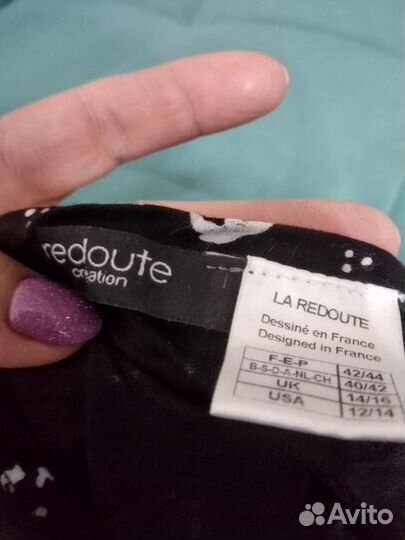 redoute
creation
LA REDOUTE
Dessiné en France
Designed in France
F-E-P 42/44
B-S-D-A-NL-CH 40/42
UK 14/16
USA 12/14
Avito